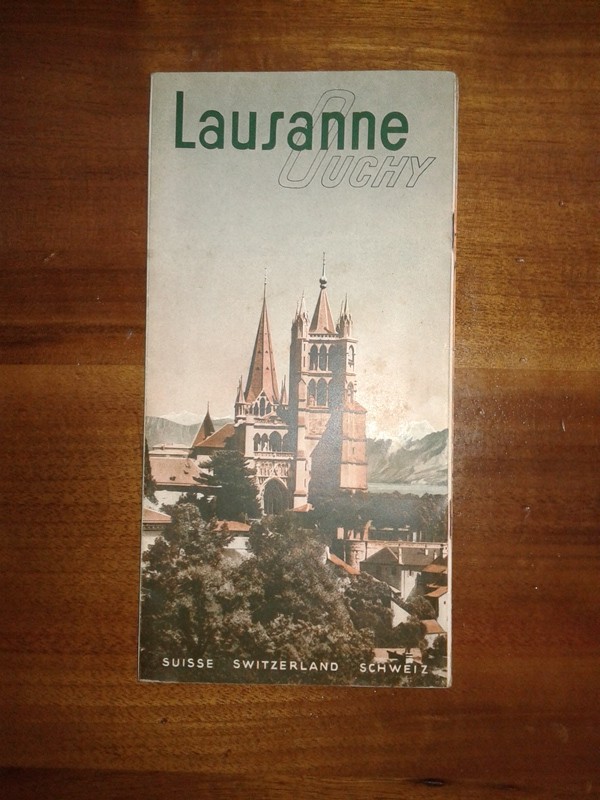 Lausanne
OUCHY
SUISSE SWITZERLAND SCHWEIZ